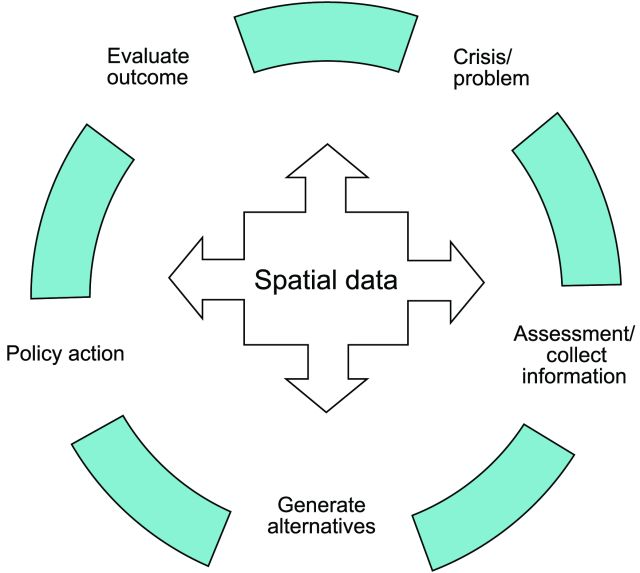 Evaluate
outcome
Crisis/
problem
Spatial data
Assessment/
collect
information
Policy action
Generate
alternatives